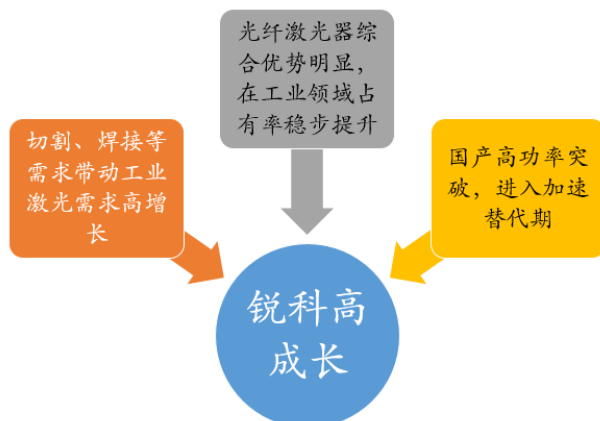 光纤激光器综
合优势明显，
在工业领域占
有率稳步提升
切割、焊接等
需求带动工业
激光需求高增
长
国产高功率突
破，进入加速
替代期
锐科高
成长